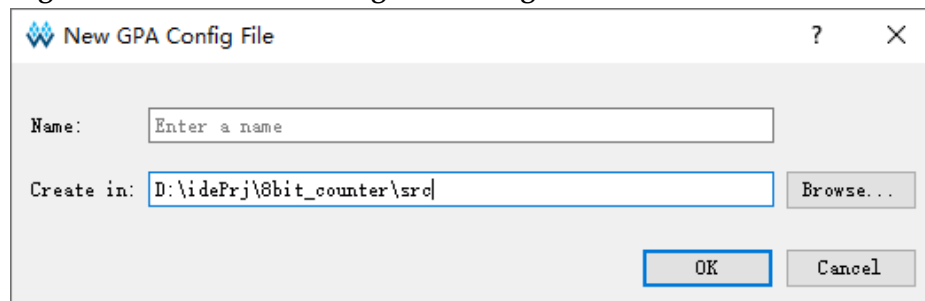 New GPA Config File ? ×
Name: Enter a name
Create in: D:\idePrj\8bit_counter\src Browse...
OK Cancel